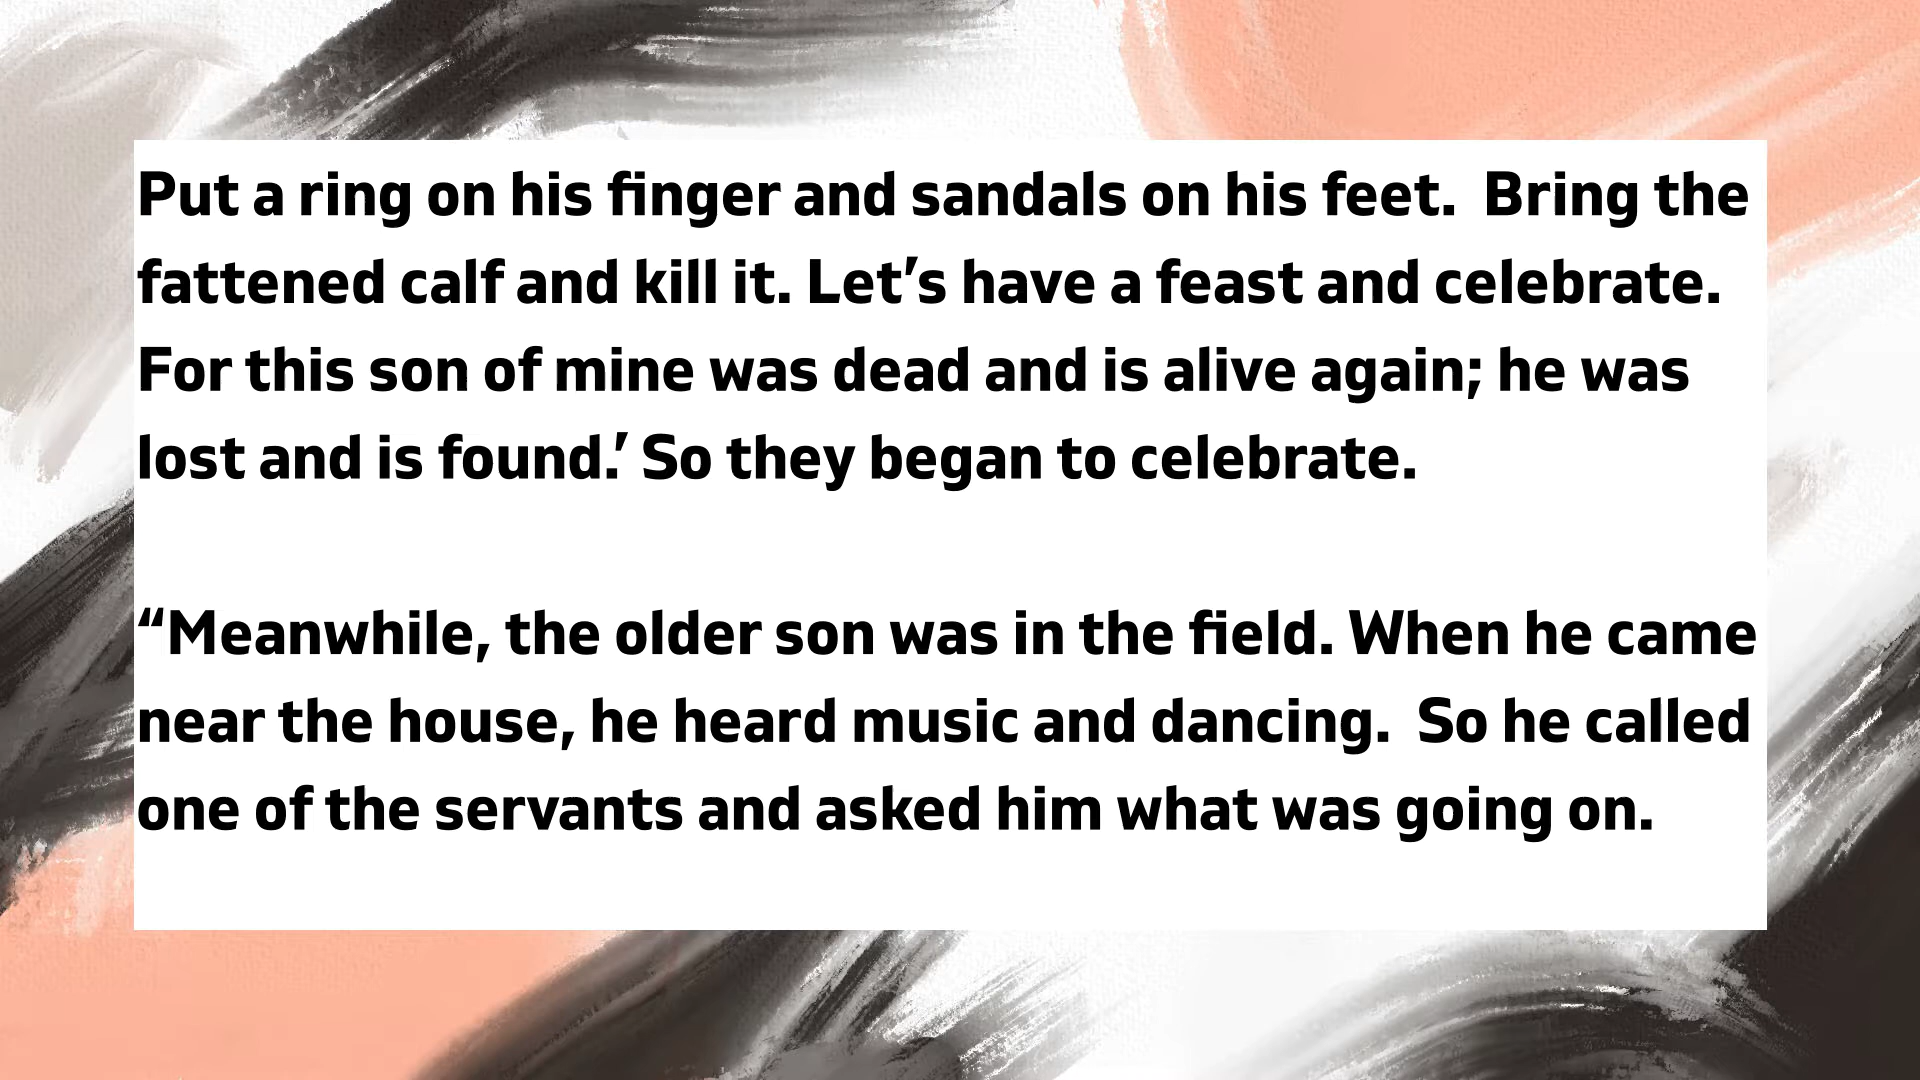 Put a ring on his finger and sandals on his feet.  Bring the
fattened calf and kill it. Let’s have a feast and celebrate.
For this son of mine was dead and is alive again; he was
lost and is found.’ So they began to celebrate.

“Meanwhile, the older son was in the field. When he came
near the house, he heard music and dancing.  So he called
one of the servants and asked him what was going on.